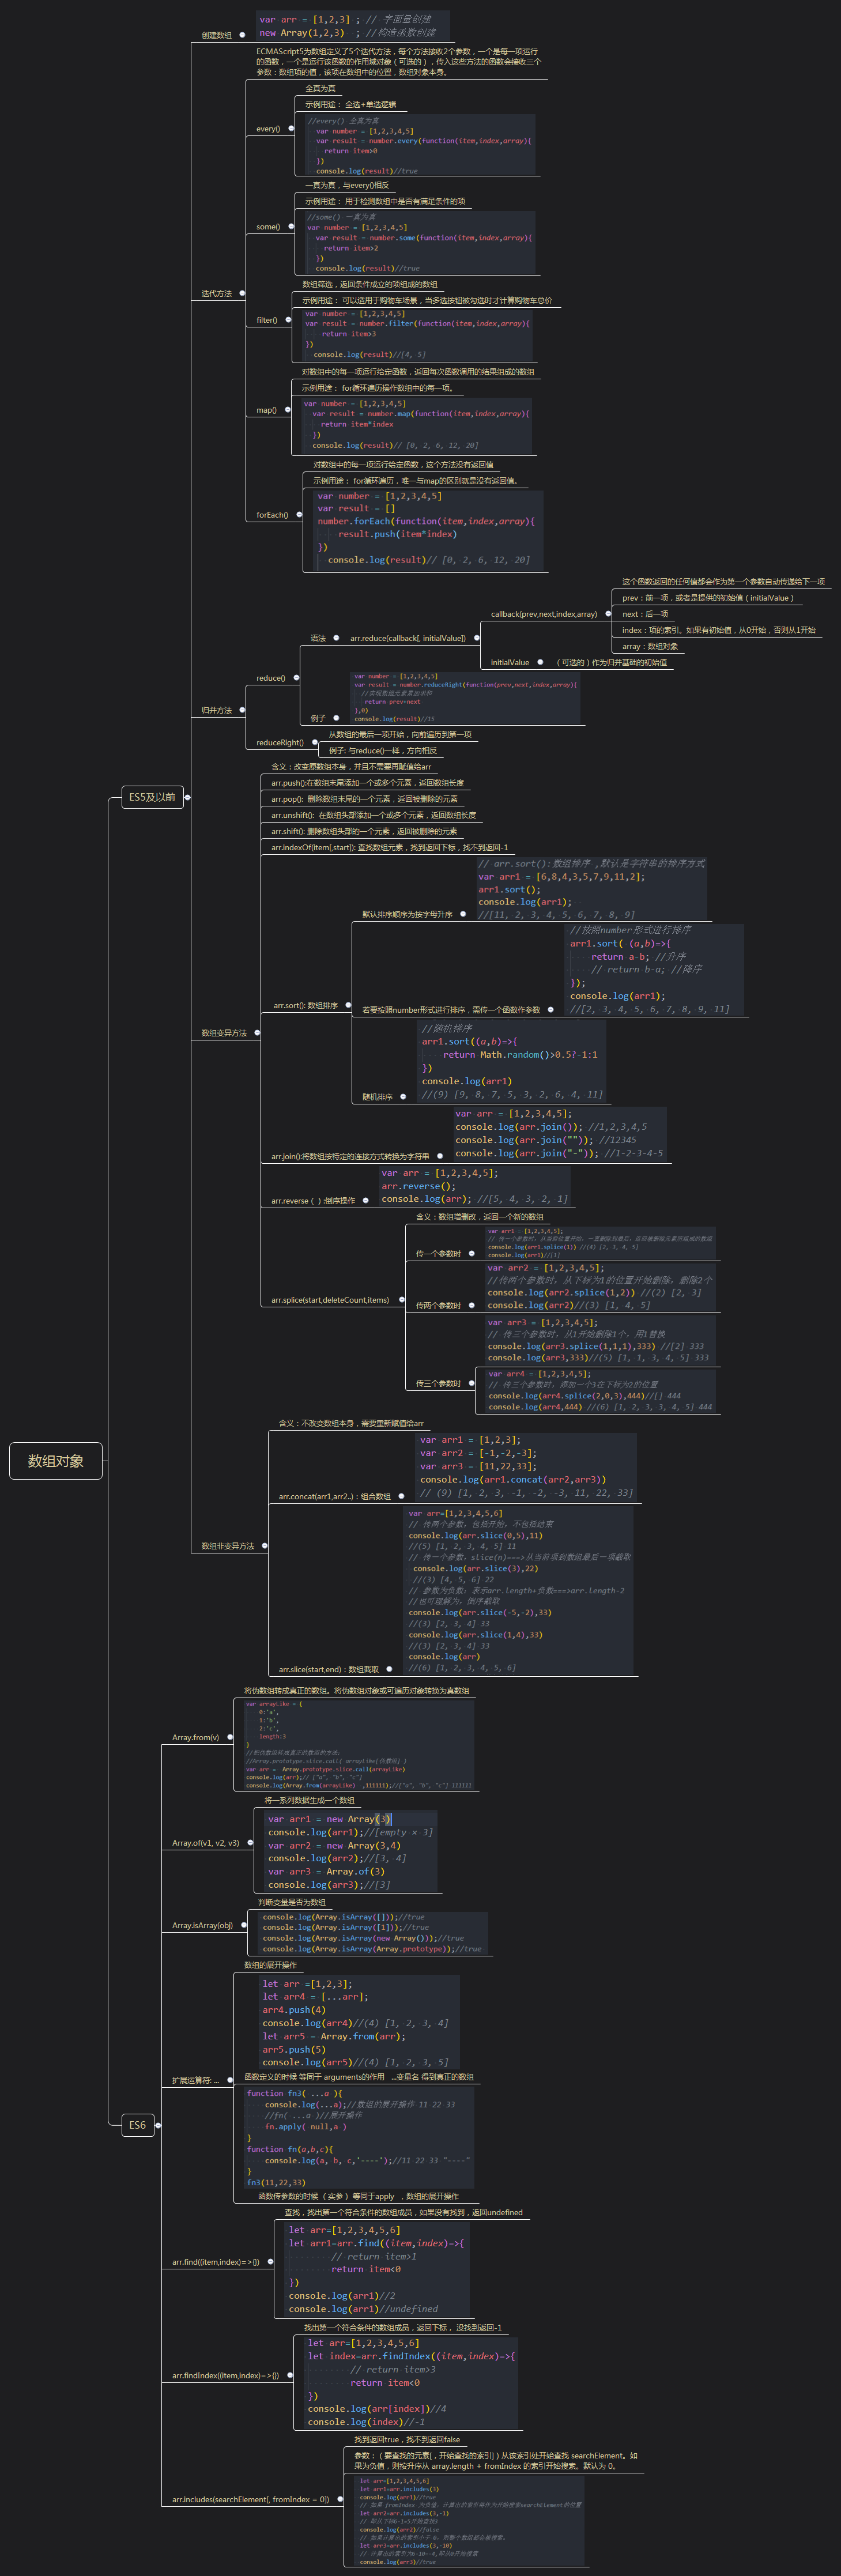 数组对象
ES5及以前
创建数组
var arr = [1,2,3] ; // 字面量创建
new Array(1,2,3)  ; //构造函数创建
迭代方法
ECMAScript5为数组定义了5个迭代方法，每个方法接收2个参数，一个是每一项运行
的函数，一个是运行该函数的作用域对象（可选的），传入这些方法的函数会接收三个
参数：数组项的值，该项在数组中的位置，数组对象本身。
every()
全真为真
示例用途： 全选+单选逻辑
//every() 全真为真
var number = [1,2,3,4,5]
var result = number.every(function(item,index,array){
return item>0
})
console.log(result)//true
some()
一真为真，与every()相反
示例用途： 用于检测数组中是否有满足条件的项
//some() 一真为真
var number = [1,2,3,4,5]
var result = number.some(function(item,index,array){
return item>2
})
console.log(result)//true
filter()
数组筛选，返回条件成立的项组成的数组
示例用途： 可以适用于购物车场景，当多选按钮被勾选时才计算购物车总价
var number = [1,2,3,4,5]
var result = number.filter(function(item,index,array){
return item>3
})
console.log(result)//[4, 5]
map()
对数组中的每一项运行给定函数，返回每次函数调用的结果组成的数组
示例用途： for循环遍历操作数组中的每一项。
var number = [1,2,3,4,5]
var result = number.map(function(item,index,array){
return item*index
})
console.log(result)// [0, 2, 6, 12, 20]
forEach()
对数组中的每一项运行给定函数，这个方法没有返回值
示例用途： for循环遍历，唯一与map的区别就是没有返回值。
var number = [1,2,3,4,5]
var result = []
number.forEach(function(item,index,array){
result.push(item*index)
})
console.log(result)// [0, 2, 6, 12, 20]
归并方法
reduce()
语法
arr.reduce(callback[, initialValue])
callback(prev,next,index,array)
这个函数返回的任何值都会作为第一个参数自动传递给下一项
prev：前一项，或者是提供的初始值（initialValue）
next：后一项
index：项的索引。如果有初始值，从0开始，否则从1开始
array：数组对象
initialValue
（可选的）作为归并基础的初始值
例子
var number = [1,2,3,4,5]
var result = number.reduceRight(function(prev,next,index,array){
//实现数组元素累加求和
return prev+next
},0)
console.log(result)//15
reduceRight()
从数组的最后一项开始，向前遍历到第一项
例子: 与reduce()一样，方向相反
数组变异方法
含义：改变原数组本身，并且不需要再赋值给arr
arr.push():在数组末尾添加一个或多个元素，返回数组长度
arr.pop():  删除数组末尾的一个元素，返回被删除的元素
arr.unshift():  在数组头部添加一个或多个元素，返回数组长度
arr.shift(): 删除数组头部的一个元素，返回被删除的元素
arr.indexOf(item[,start]): 查找数组元素，找到返回下标，找不到返回-1
arr.sort(): 数组排序
默认排序顺序为按字母升序
// arr.sort():数组排序 ,默认是字符串的排序方式
var arr1 = [6,8,4,3,5,7,9,11,2];
arr1.sort();
console.log(arr1);
//[11, 2, 3, 4, 5, 6, 7, 8, 9]
若要按照number形式进行排序，需传一个函数作参数
//按照number形式进行排序
arr1.sort( (a,b)=>{
return a-b; //升序
// return b-a; //降序
});
console.log(arr1);
//[2, 3, 4, 5, 6, 7, 8, 9, 11]
随机排序
//随机排序
arr1.sort((a,b)=>{
return Math.random()>0.5?-1:1
})
console.log(arr1)
//(9) [9, 8, 7, 5, 3, 2, 6, 4, 11]
arr.join():将数组按特定的连接方式转换为字符串
var arr = [1,2,3,4,5];
console.log(arr.join()); //1,2,3,4,5
console.log(arr.join("")); //12345
console.log(arr.join("-")); //1-2-3-4-5
arr.reverse（ ）:倒序操作
var arr = [1,2,3,4,5];
arr.reverse();
console.log(arr); //[5, 4, 3, 2, 1]
arr.splice(start,deleteCount,items)
含义：数组增删改，返回一个新的数组
传一个参数时
var arr1 = [1,2,3,4,5];
// 传一个参数时，从当前位置开始，一直删除到最后，返回被删除元素所组成的数组
console.log(arr1.splice(1)) //(4) [2, 3, 4, 5]
console.log(arr1)//[1]
传两个参数时
var arr2 = [1,2,3,4,5];
//传两个参数时，从下标为1的位置开始删除，删除2个
console.log(arr2.splice(1,2)) //(2) [2, 3]
console.log(arr2)//(3) [1, 4, 5]
传三个参数时
var arr3 = [1,2,3,4,5];
// 传三个参数时，从1开始删除1个，用1替换
console.log(arr3.splice(1,1,1),333) //[2] 333
console.log(arr3,333)//(5) [1, 1, 3, 4, 5] 333
var arr4 = [1,2,3,4,5];
// 传三个参数时，添加一个3在下标为2的位置
console.log(arr4.splice(2,0,3),444)//[] 444
console.log(arr4,444) //(6) [1, 2, 3, 3, 4, 5] 444
数组非变异方法
含义：不改变数组本身，需要重新赋值给arr
arr.concat(arr1,arr2..)：组合数组
var arr1 = [1,2,3];
var arr2 = [-1,-2,-3];
var arr3 = [11,22,33];
console.log(arr1.concat(arr2,arr3))
// (9) [1, 2, 3, -1, -2, -3, 11, 22, 33]
arr.slice(start,end)：数组截取
var arr=[1,2,3,4,5,6]
// 传两个参数，包括开始，不包括结束
console.log(arr.slice(0,5),11)
//(5) [1, 2, 3, 4, 5] 11
// 传一个参数，slice(n)===>从当前项到数组最后一项截取
console.log(arr.slice(3),22)
//(3) [4, 5, 6] 22
// 参数为负数：表示arr.length+负数===>arr.length-2
//也可理解为，倒序截取
console.log(arr.slice(-5,-2),33)
//(3) [2, 3, 4] 33
console.log(arr.slice(1,4),33)
//(3) [2, 3, 4] 33
console.log(arr)
//(6) [1, 2, 3, 4, 5, 6]
ES6
Array.from(v)
将伪数组转成真正的数组。将伪数组对象或可遍历对象转换为真数组
var arrayLike = {
0:'a',
1:'b',
2:'c',
length:3
}
//把伪数组转成真正的数组的方法:
//Array.prototype.slice.call( arrayLike[伪数组] )
var arr =  Array.prototype.slice.call(arrayLike)
console.log(arr);// ["a", "b", "c"]
console.log(Array.from(arrayLike)  ,111111);//["a", "b", "c"] 111111
Array.of(v1, v2, v3)
将一系列数据生成一个数组
var arr1 = new Array(3)
console.log(arr1);//[empty × 3]
var arr2 = new Array(3,4)
console.log(arr2);//[3, 4]
var arr3 = Array.of(3)
console.log(arr3);//[3]
Array.isArray(obj)
判断变量是否为数组
console.log(Array.isArray([]));//true
console.log(Array.isArray([1]));//true
console.log(Array.isArray(new Array()));//true
console.log(Array.isArray(Array.prototype));//true
扩展运算符: ...
数组的展开操作
let arr =[1,2,3];
let arr4 = [...arr];
arr4.push(4)
console.log(arr4)//(4) [1, 2, 3, 4]
let arr5 = Array.from(arr);
arr5.push(5)
console.log(arr5)//(4) [1, 2, 3, 5]
函数定义的时候 等同于 arguments的作用   ...变量名 得到真正的数组
function fn3( ...a ){
console.log(...a);//数组的展开操作 11 22 33
//fn( ...a )//展开操作
fn.apply( null,a )
}
function fn(a,b,c){
console.log(a, b, c,'----');//11 22 33 "----"
}
fn3(11,22,33)
函数传参数的时候 （ 实参 ） 等同于apply  ，数组的展开操作
arr.find((item,index)=>{})
查找，找出第一个符合条件的数组成员，如果没有找到，返回undefined
let arr=[1,2,3,4,5,6]
let arr1=arr.find((item,index)=>{
// return item>1
return item<0
})
console.log(arr1)//2
console.log(arr1)//undefined
arr.findIndex((item,index)=>{})
找出第一个符合条件的数组成员，返回下标， 没找到返回-1
let arr=[1,2,3,4,5,6]
let index=arr.findIndex((item,index)=>{
// return item>3
return item<0
})
console.log(arr[index])//4
console.log(index)//-1
arr.includes(searchElement[, fromIndex = 0])
找到返回true，找不到返回false
参数：（ 要查找的元素[，开始查找的索引]）从该索引处开始查找 searchElement。如
果为负值，则按升序从 array.length + fromIndex 的索引开始搜索。默认为 0。
let arr=[1,2,3,4,5,6]
let arr1=arr.includes(3)
console.log(arr1)//true
// 如果 fromIndex 为负值，计算出的索引将作为开始搜索searchElement的位置
let arr2=arr.includes(3,-1)
// 即从下标6-1=5开始查找3
console.log(arr2)//false
// 如果计算出的索引小于 0，则整个数组都会被搜索。
let arr3=arr.includes(3,-10)
// 计算出的索引为6-10=-4,即从0开始搜索
console.log(arr3)//true